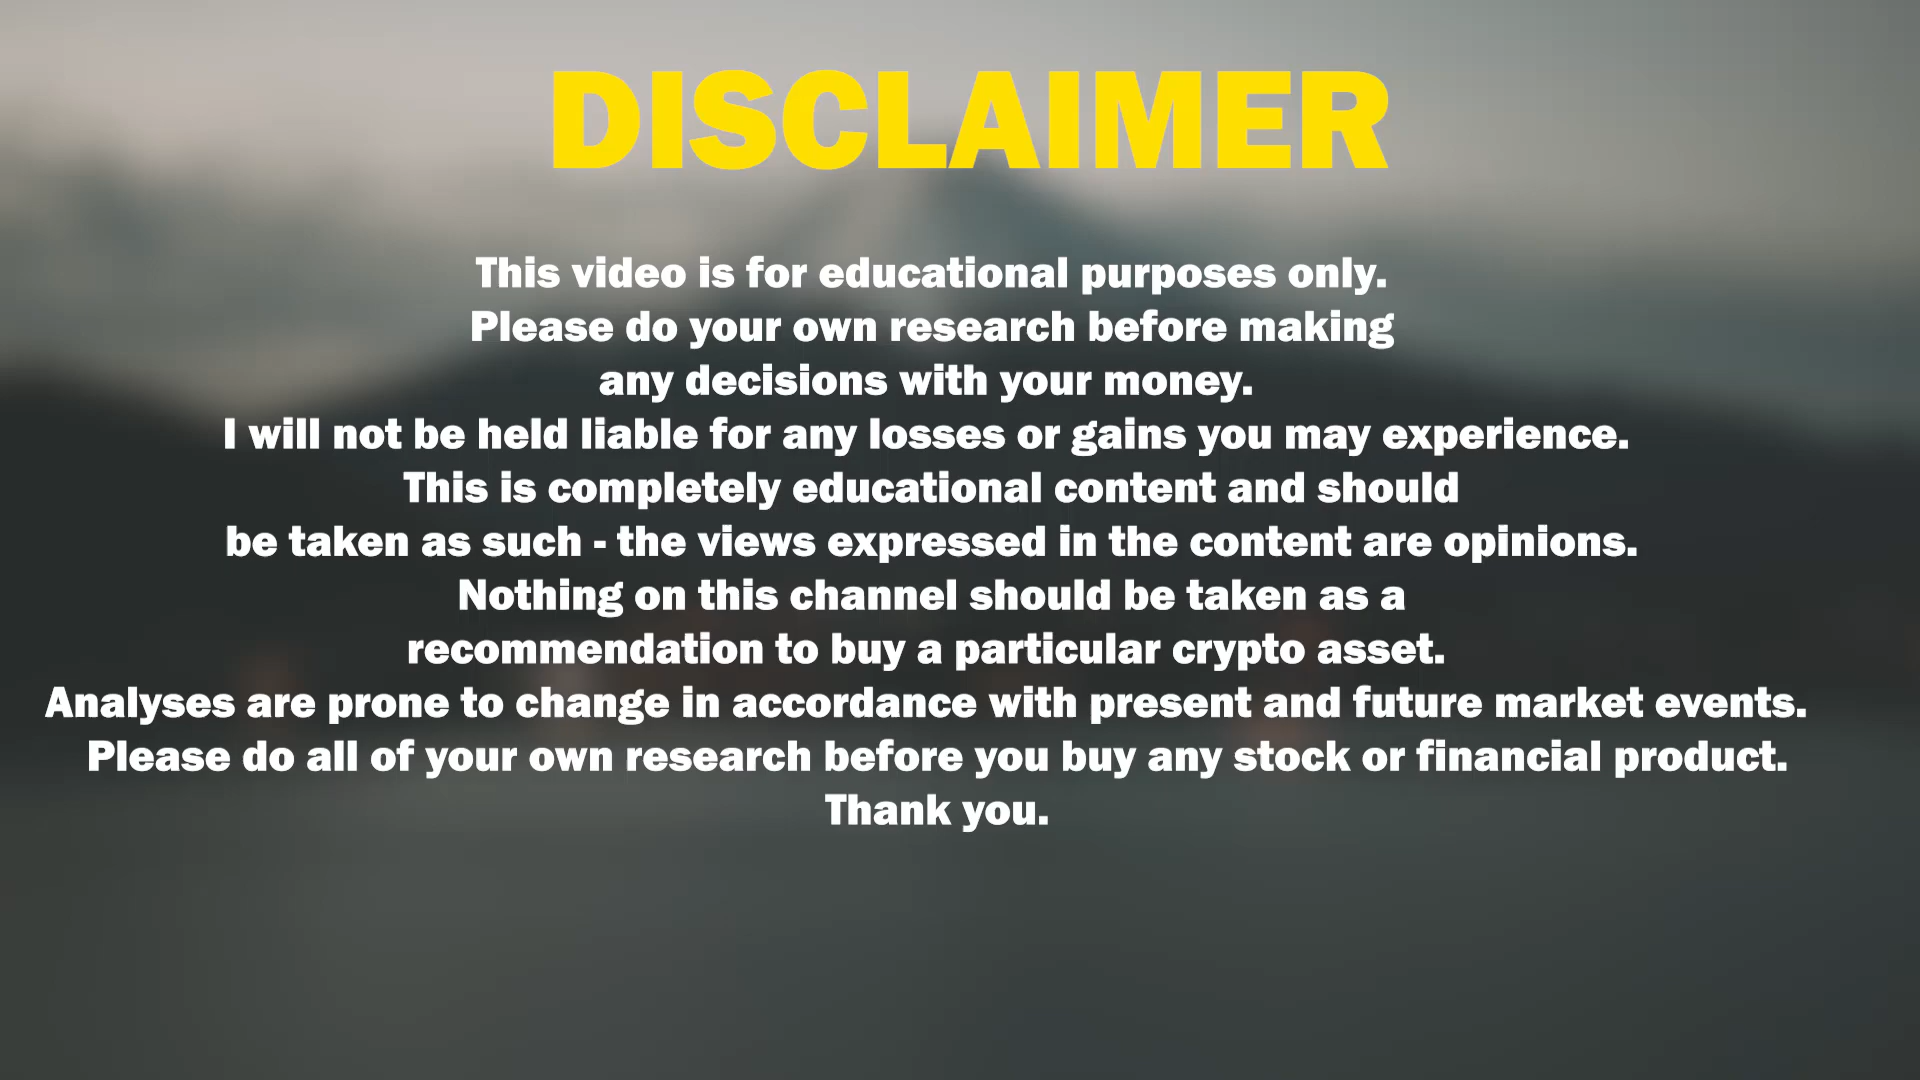 DISCLAIMER
This video is for educational purposes only.
Please do your own research before making
any decisions with your money.
I will not be held liable for any losses or gains you may experience.
This is completely educational content and should
be taken as such - the views expressed in the content are opinions.
Nothing on this channel should be taken as a
recommendation to buy a particular crypto asset.
Analyses are prone to change in accordance with present and future market events.
Please do all of your own research before you buy any stock or financial product.
Thank you.